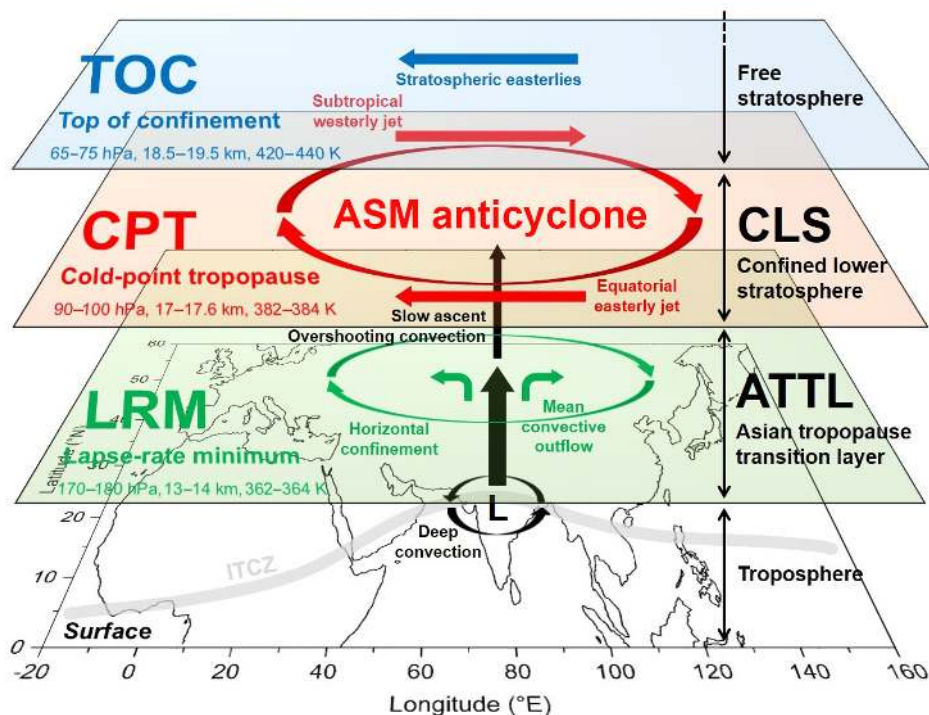 TOC
Top of confinement
65–75 hPa, 18.5–19.5 km, 420–440 K
Stratospheric easterlies
Subtropical
westerly jet
Free
stratosphere
CPT
Cold-point tropopause
90–100 hPa, 17–17.6 km, 382–384 K
ASM anticyclone
Equatorial
easterly jet
CLS
Confined lower
stratosphere
Slow ascent
Overshooting convection
LRM
Lapse-rate minimum
170–180 hPa, 13–14 km, 362–364 K
Horizontal
confinement
Mean
convective
outflow
ATTL
Asian tropopause
transition layer
L
Deep
convection
ITCZ
Troposphere
Surface
Latitude (°N)
60
50
40
30
20
10
0
-20 0 20 40 60 80 100 120 140 160
Longitude (°E)